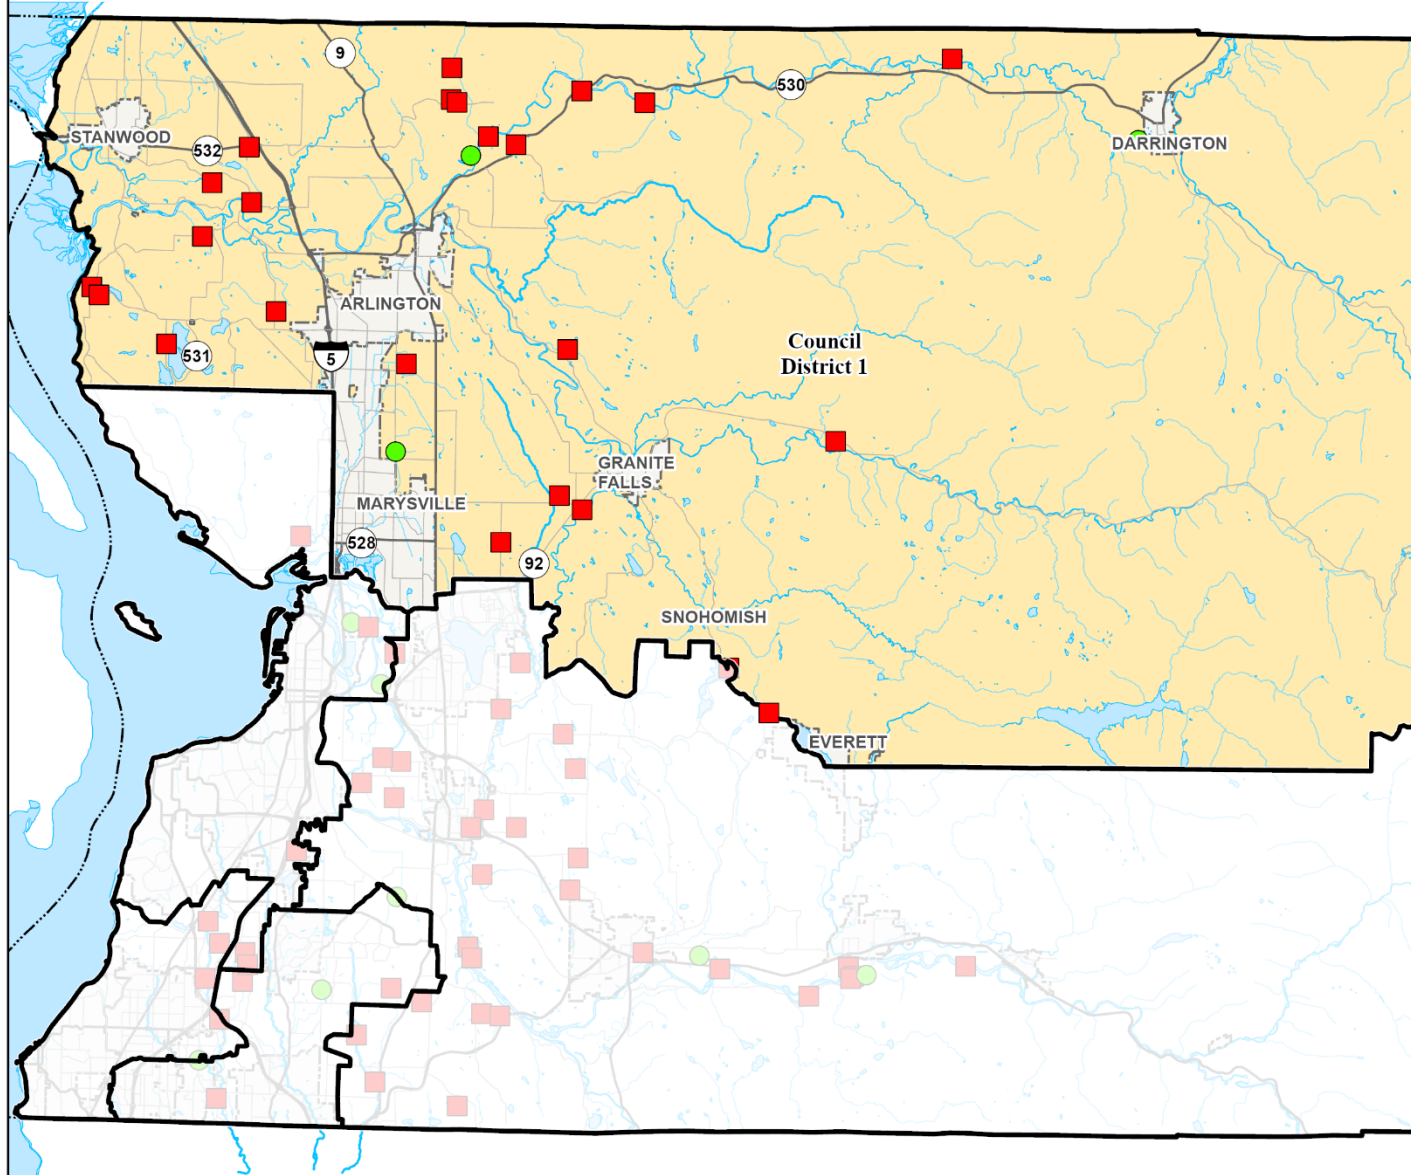 9
530
STANWOOD
532
DARRINGTON
ARLINGTON
531
5
Council
District 1
GRANITE
FALLS
MARYSVILLE
528
92
SNOHOMISH
EVERETT